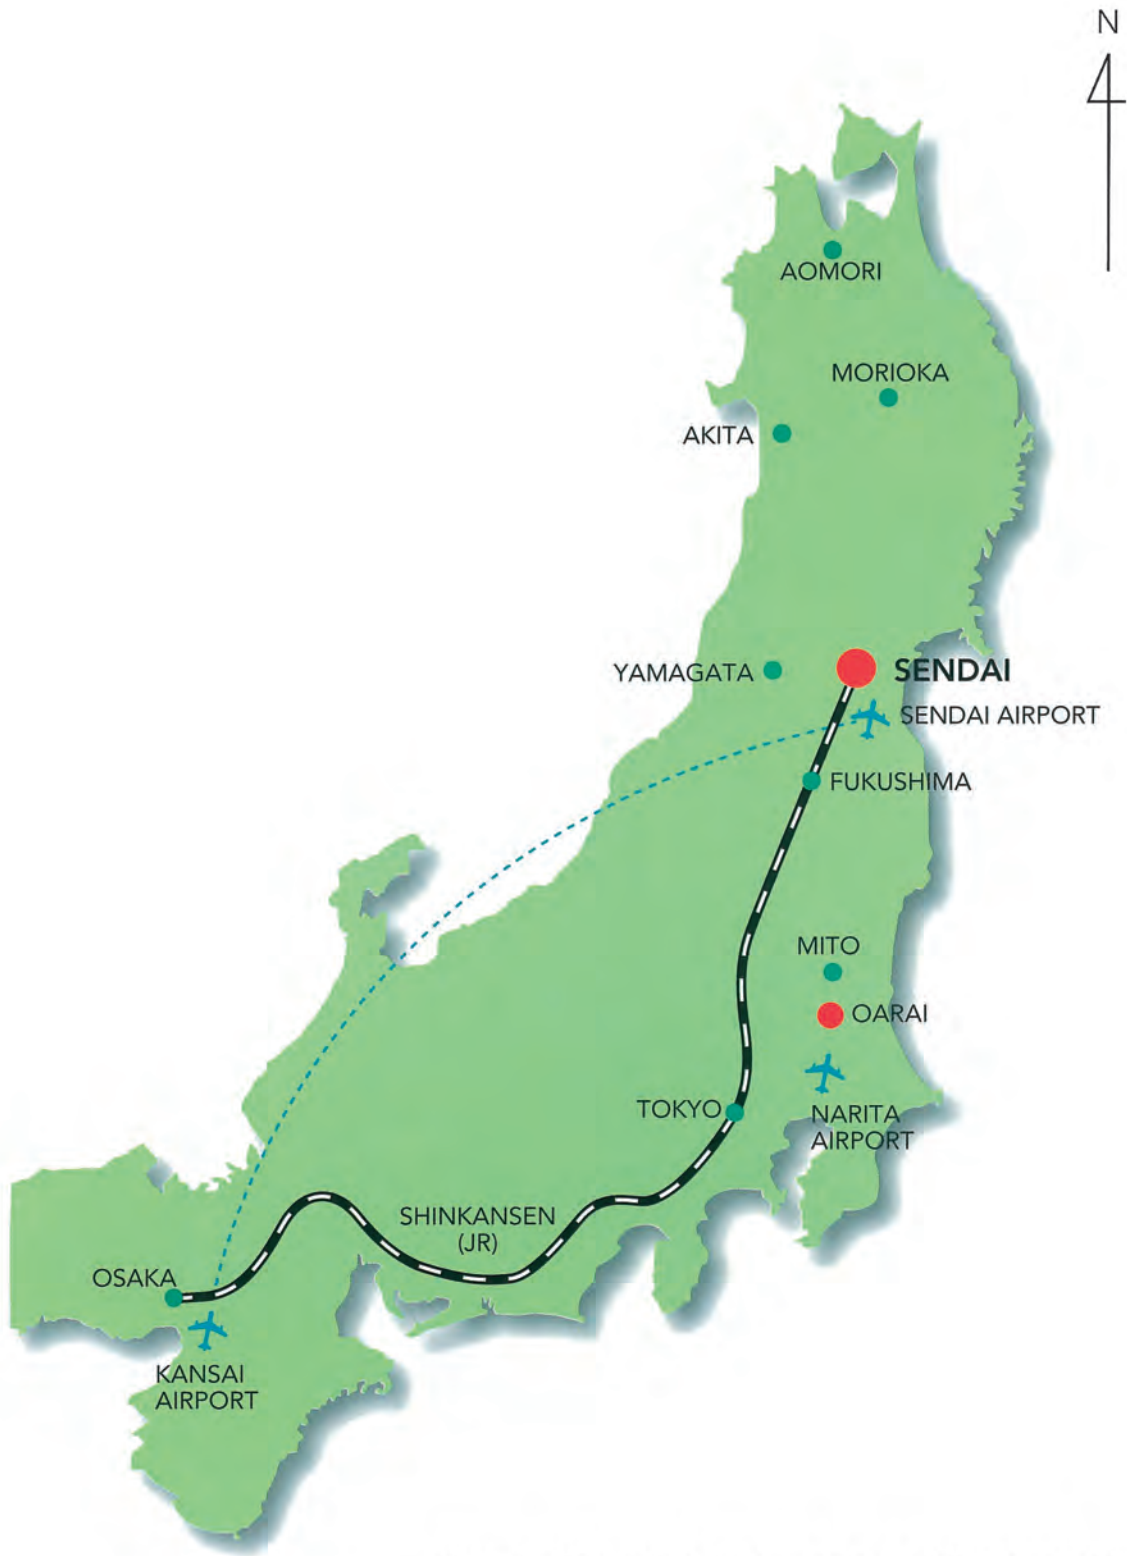 N
AOMORI
MORIOKA
AKITA
YAMAGATA
SENDAI
SENDAI AIRPORT
FUKUSHIMA
MITO
OARAI
TOKYO
NARITA
AIRPORT
SHINKANSEN
(JR)
OSAKA
KANSAI
AIRPORT